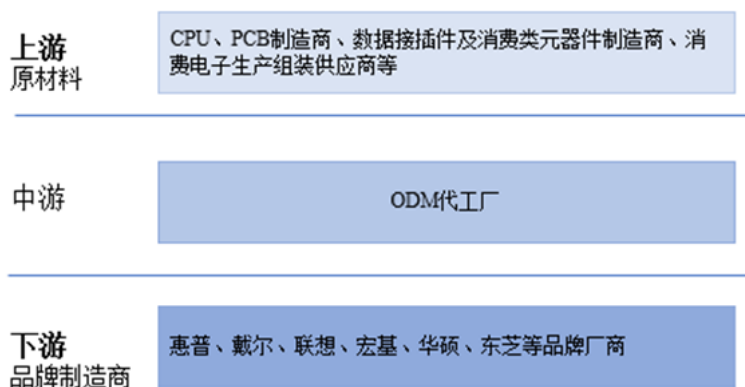 上游
原材料
CPU、PCB制造商、数据接插件及消费类元器件制造商、消
费电子生产组装供应商等
中游
ODM代工厂
下游
品牌制造商
惠普、戴尔、联想、宏基、华硕、东芝等品牌厂商